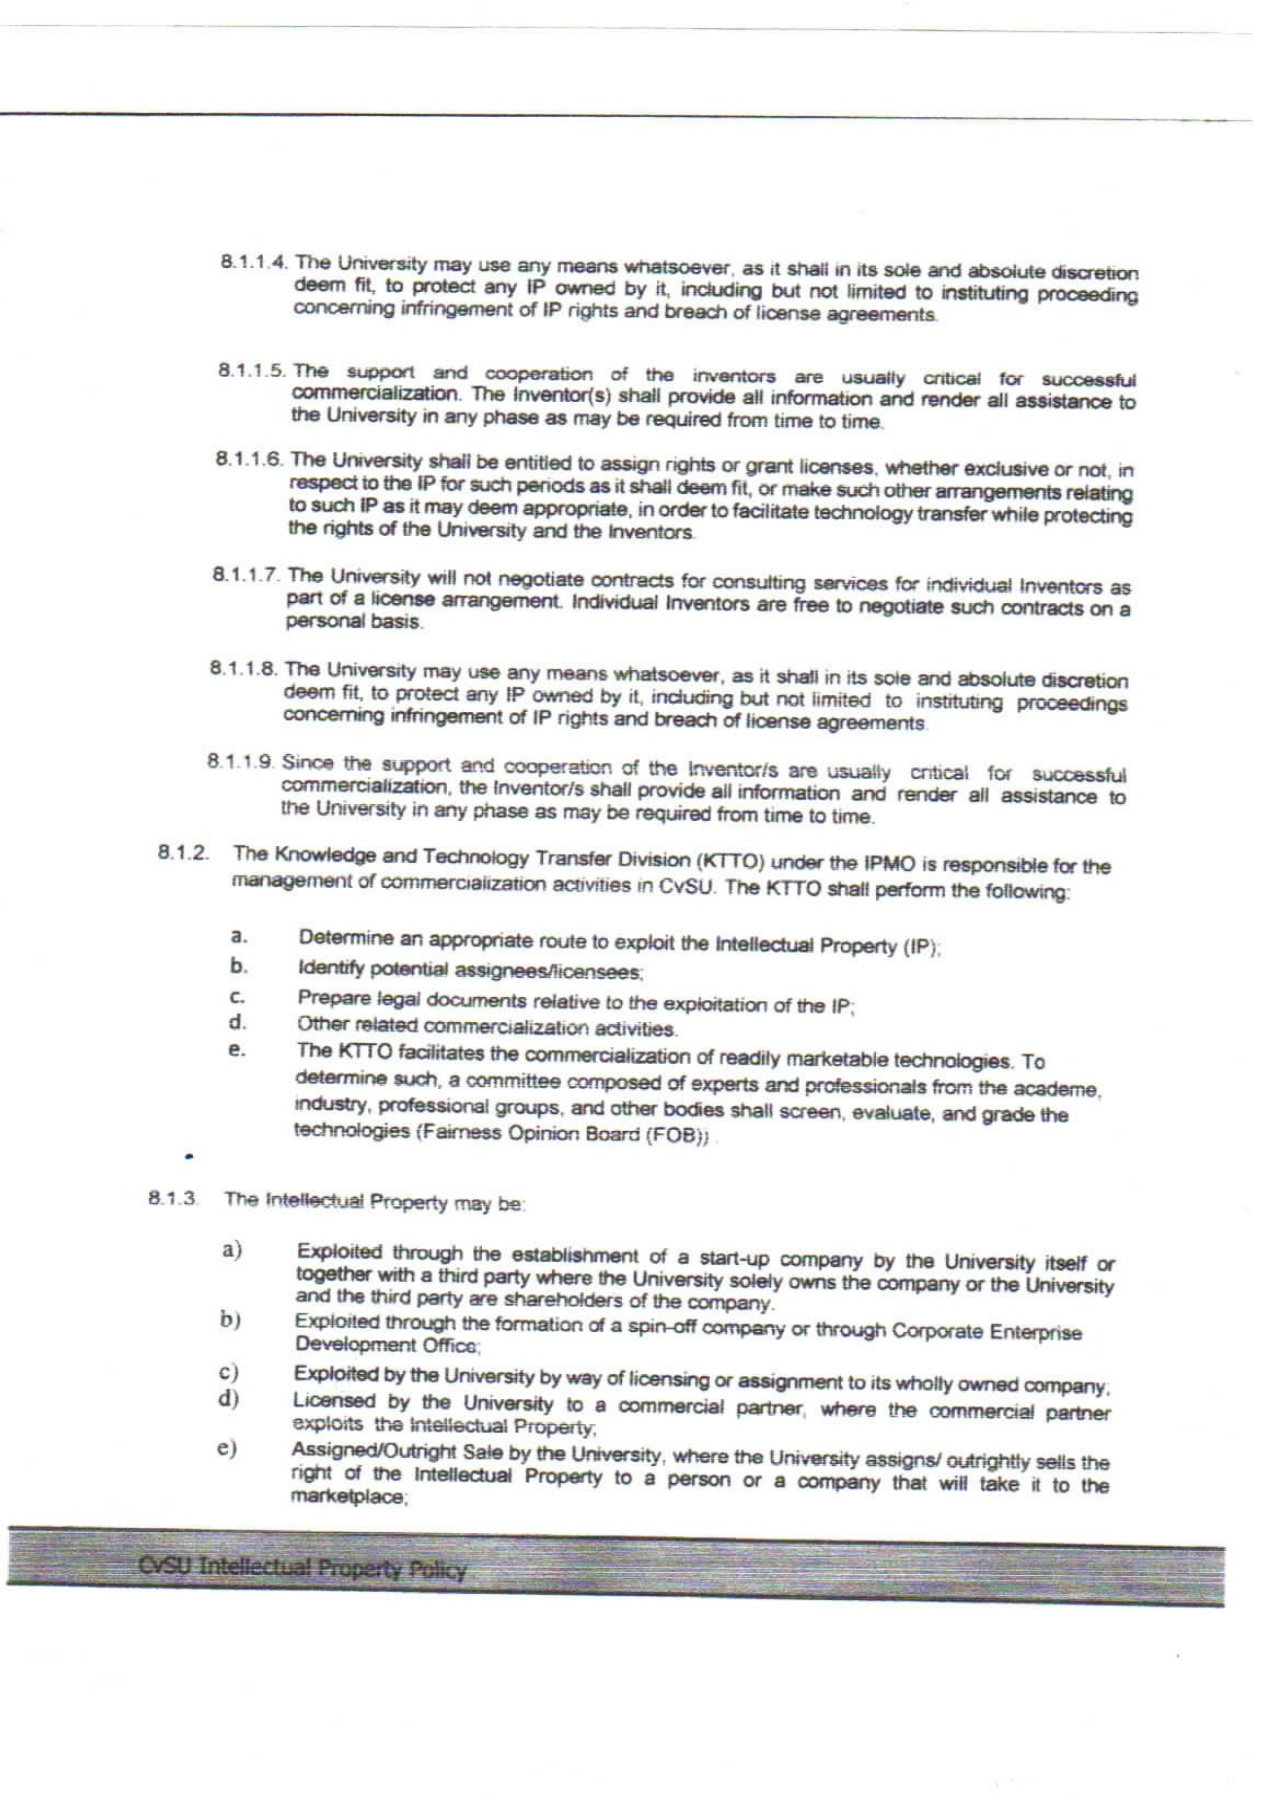 8.1.1.4. The University may use any means whatsoever, as it shall in its sole and absolute discretion
deem fit, to protect any IP owned by it, including but not limited to instituting proceeding
concerning infringement of IP rights and breach of license agreements.
8.1.1.5. The support and cooperation of the inventors are usually critical for successful
commercialization. The Inventor(s) shall provide all information and render all assistance to
the University in any phase as may be required from time to time.
8.1.1.6. The University shall be entitled to assign rights or grant licenses, whether exclusive or not, in
respect to the IP for such periods as it shall deem fit, or make such other arrangements relating
to such IP as it may deem appropriate, in order to facilitate technology transfer while protecting
the rights of the University and the Inventors.
8.1.1.7. The University will not negotiate contracts for consulting services for individual Inventors as
part of a license arrangement. Individual Inventors are free to negotiate such contracts on a
personal basis.
8.1.1.8. The University may use any means whatsoever, as it shall in its sole and absolute discretion
deem fit, to protect any IP owned by it, including but not limited to instituting proceedings
concerning infringement of IP rights and breach of license agreements.
8.1.1.9. Since the support and cooperation of the Inventor/s are usually critical for successful
commercialization, the Inventor/s shall provide all information and render all assistance to
the University in any phase as may be required from time to time.
8.1.2. The Knowledge and Technology Transfer Division (KTTO) under the IPMO is responsible for the
management of commercialization activities in CvSU. The KTTO shall perform the following:
a. Determine an appropriate route to exploit the Intellectual Property (IP);
b. Identify potential assignees/licensees;
c. Prepare legal documents relative to the exploitation of the IP;
d. Other related commercialization activities.
e. The KTTO facilitates the commercialization of readily marketable technologies. To
determine such, a committee composed of experts and professionals from the academe,
industry, professional groups, and other bodies shall screen, evaluate, and grade the
technologies (Fairness Opinion Board (FOB)) .
8.1.3. The Intellectual Property may be:
a) Exploited through the establishment of a start-up company by the University itself or
together with a third party where the University solely owns the company or the University
and the third party are shareholders of the company.
b) Exploited through the formation of a spin-off company or through Corporate Enterprise
Development Office;
c) Exploited by the University by way of licensing or assignment to its wholly owned company;
d) Licensed by the University to a commercial partner, where the commercial partner
exploits the Intellectual Property;
e) Assigned/Outright Sale by the University, where the University assigns/ outrightly sells the
right of the Intellectual Property to a person or a company that will take it to the
marketplace;
CvSU Intellectual Property Policy